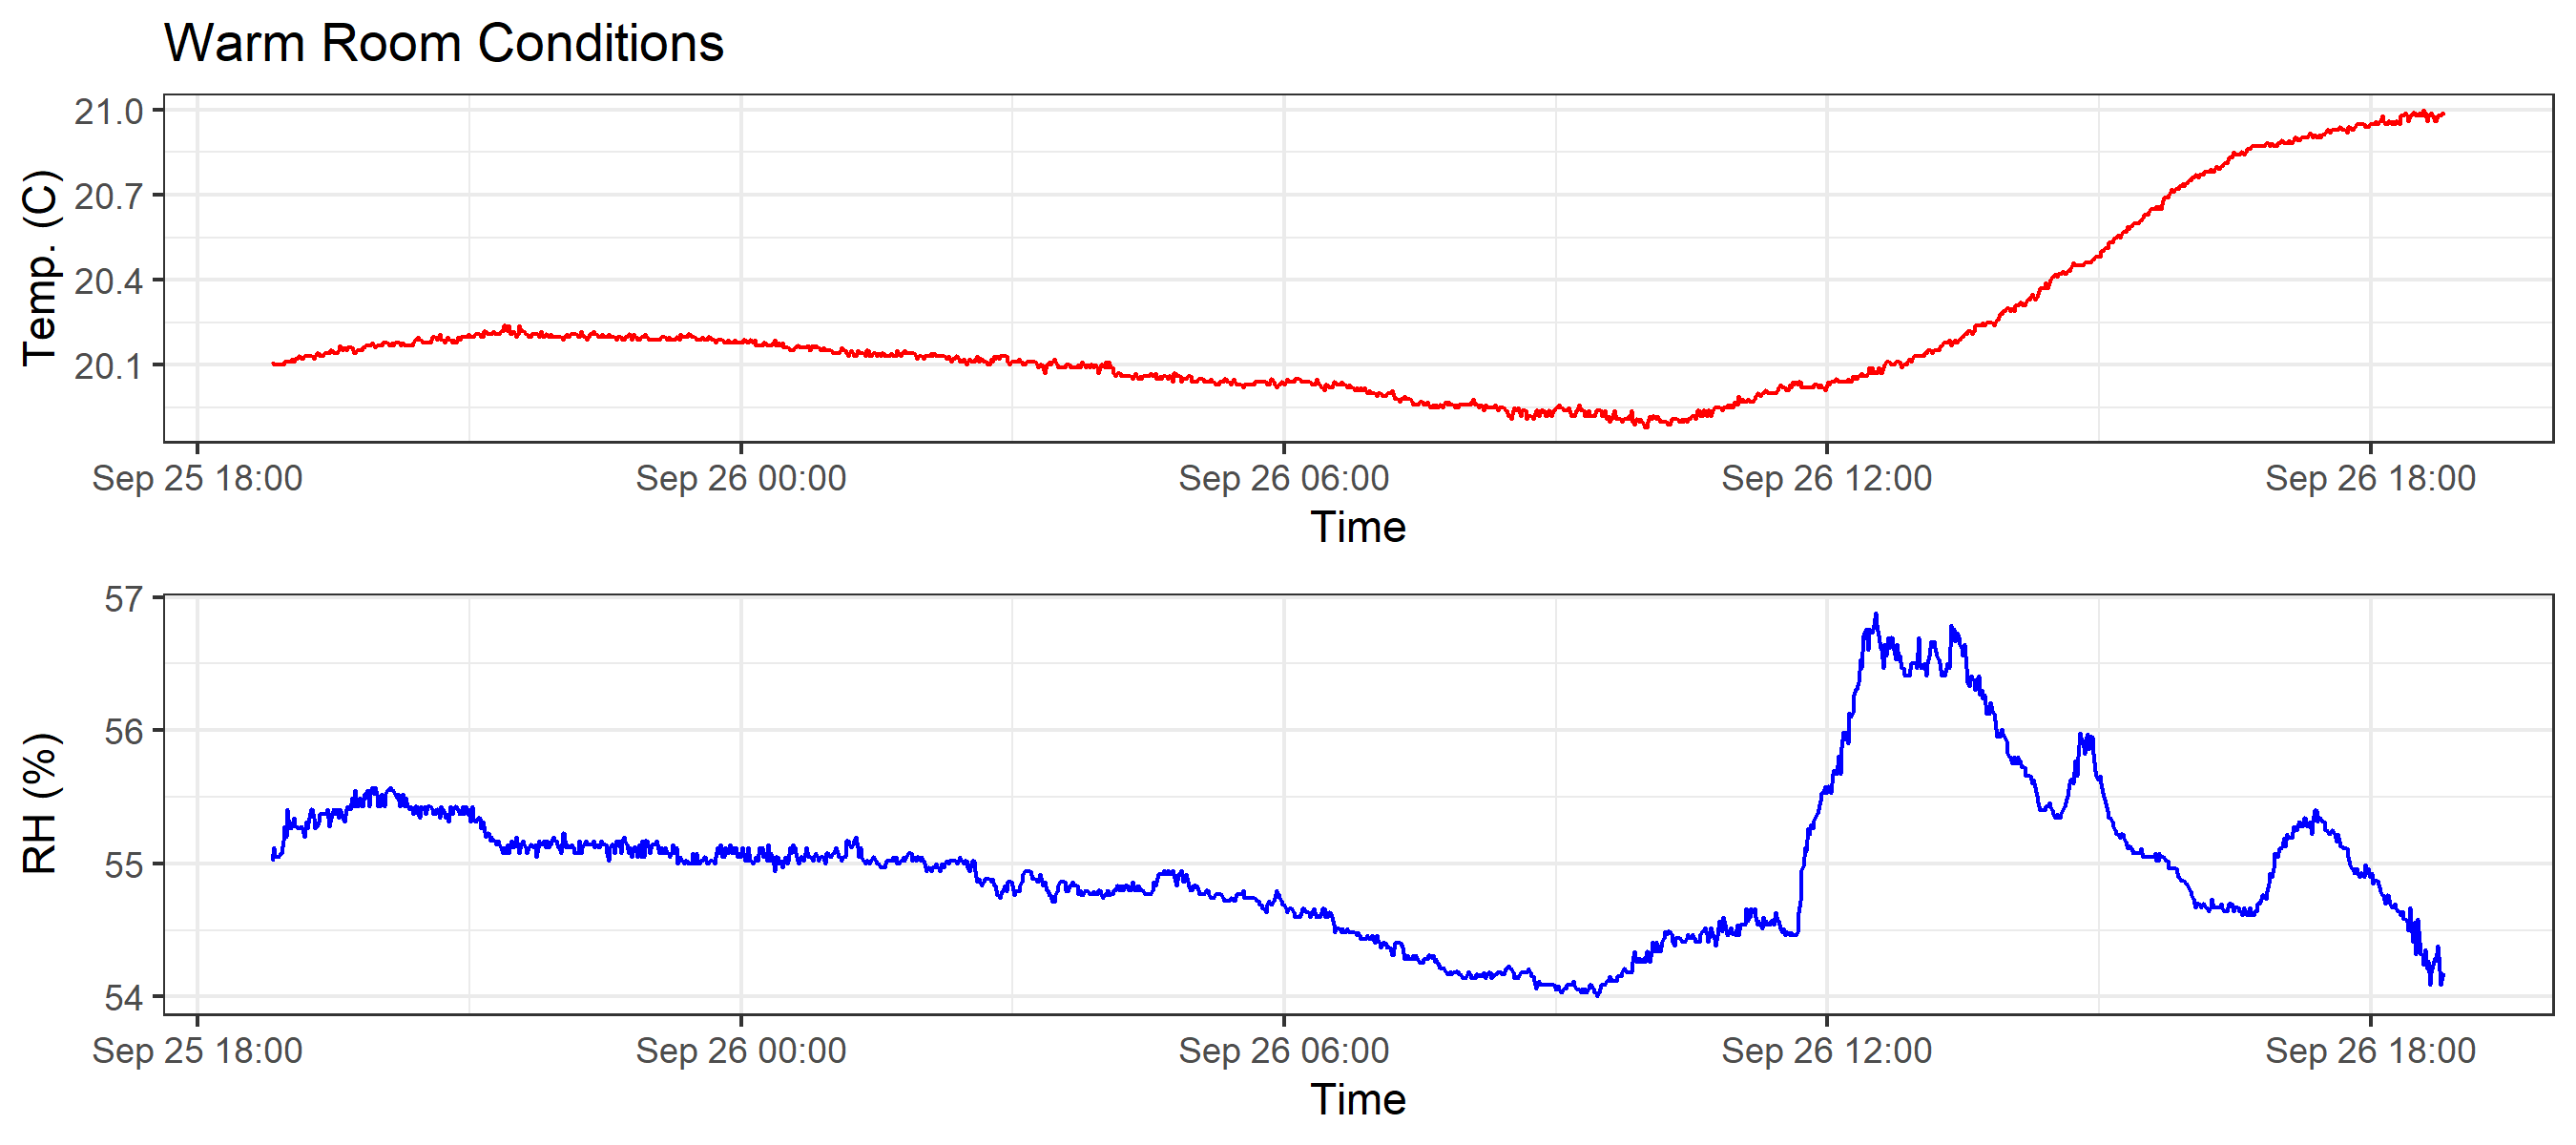 Warm Room Conditions
Temp. (C)
21.0
20.7
20.4
20.1
Sep 25 18:00 Sep 26 00:00 Sep 26 06:00 Sep 26 12:00 Sep 26 18:00
Time
RH (%)
57
56
55
54
Sep 25 18:00 Sep 26 00:00 Sep 26 06:00 Sep 26 12:00 Sep 26 18:00
Time